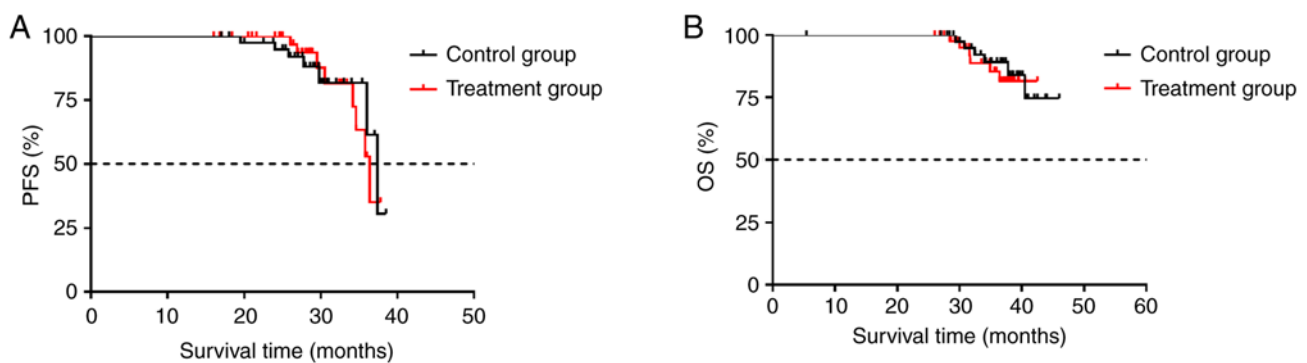 A
PFS (%)
100
75
50
25
0
0 10 20 30 40 50
Survival time (months)
Control group
Treatment group
B
OS (%)
100
75
50
25
0
0 10 20 30 40 50 60
Survival time (months)
Control group
Treatment group